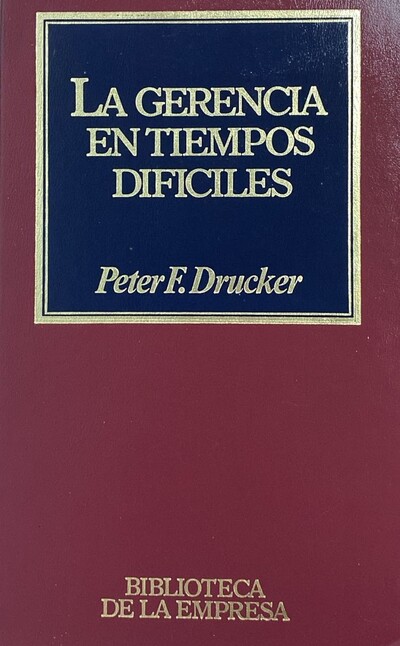 LA GERENCIA
EN TIEMPOS
DIFICILES
Peter F. Drucker
BIBLIOTECA
DE LA EMPRESA